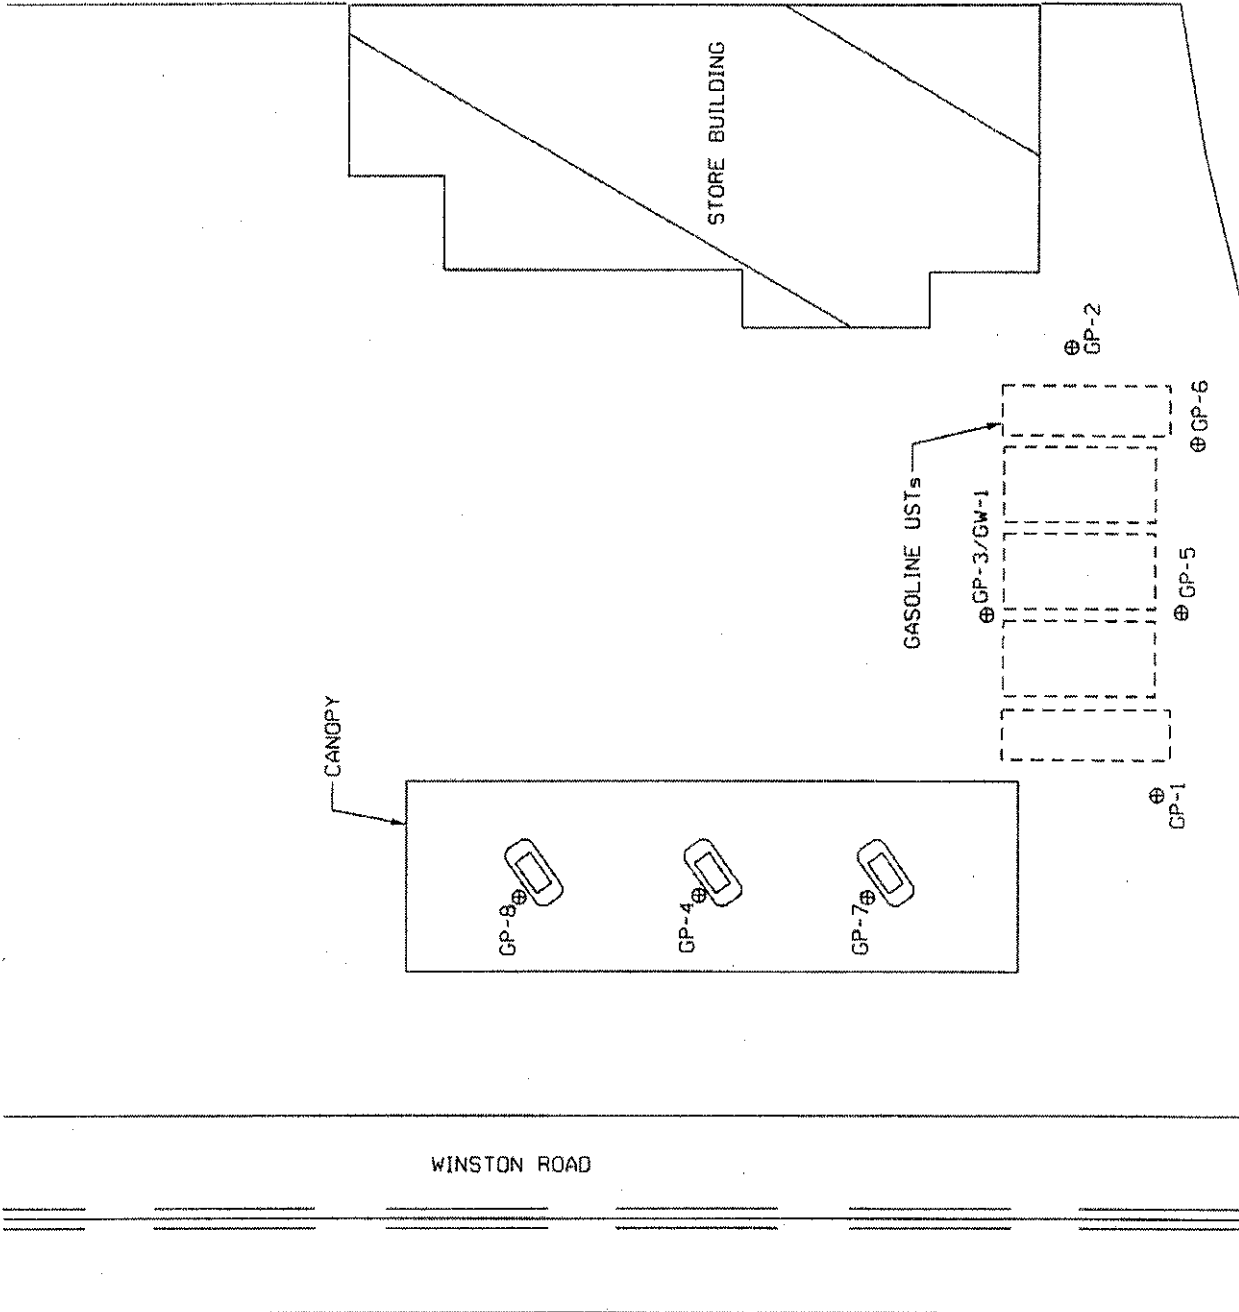 STORE BUILDING
GP-2
GP-6
GASOLINE USTs
GP-3/GW-1
GP-5
CANOPY
GP-1
GP-8
GP-4
GP-7
WINSTON ROAD